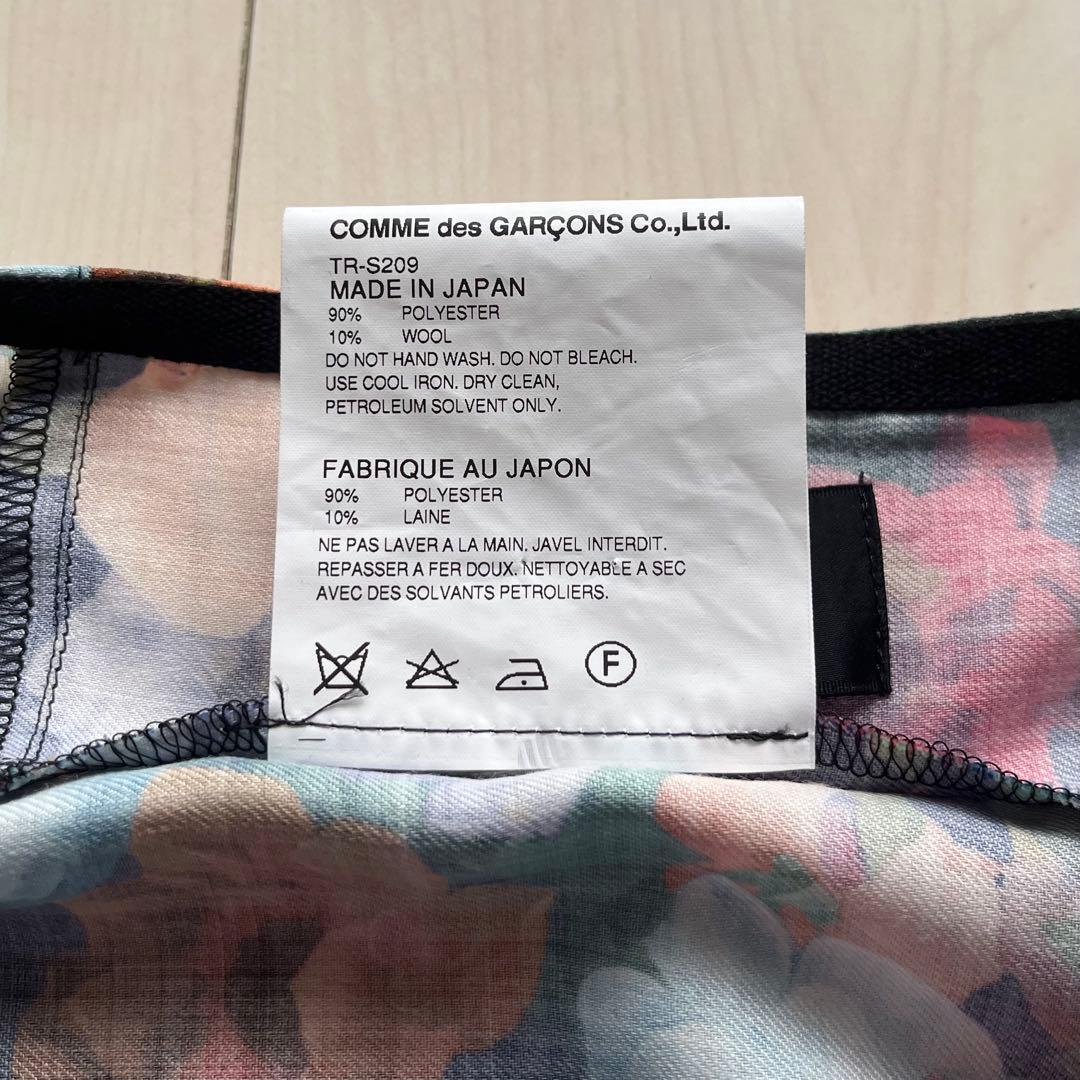 COMME des GARÇONS Co.,Ltd.
TR-S209
MADE IN JAPAN
90% POLYESTER
10% WOOL
DO NOT HAND WASH. DO NOT BLEACH.
USE COOL IRON. DRY CLEAN,
PETROLEUM SOLVENT ONLY.
FABRIQUE AU JAPON
90% POLYESTER
10% LAINE
NE PAS LAVER A LA MAIN. JAVEL INTERDIT.
REPASSER A FER DOUX. NETTOYABLE A SEC
AVEC DES SOLVANTS PETROLIERS.
F